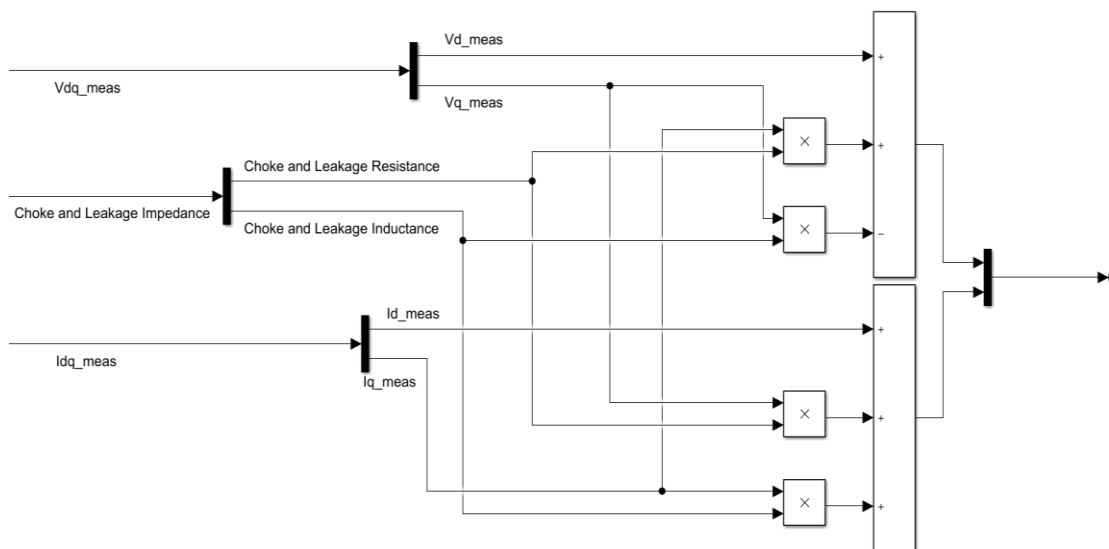 Vd_meas
+
Vdq_meas
Vq_meas
×
+
Choke and Leakage Resistance
Choke and Leakage Impedance
Choke and Leakage Inductance
×
−
Id_meas
+
Idq_meas
Iq_meas
×
+
×
+